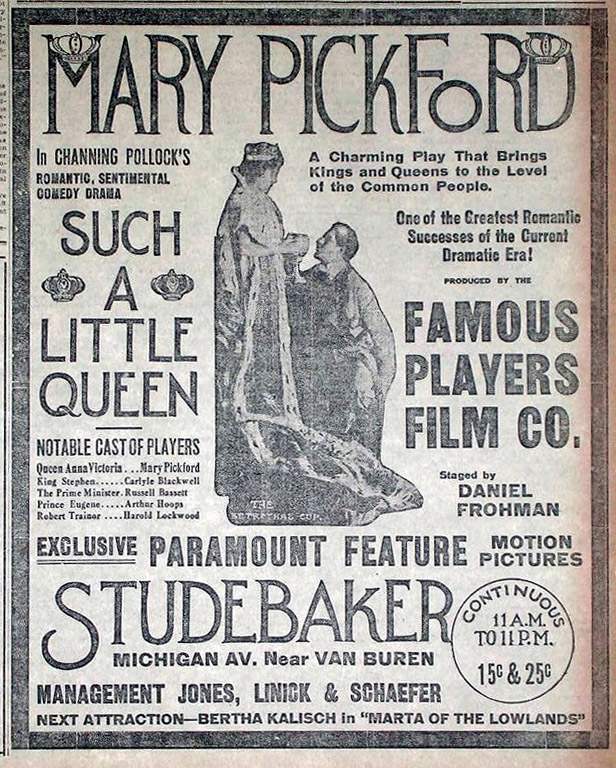 MARY PICKFORD
In CHANNING POLLOCK'S
ROMANTIC, SENTIMENTAL
COMEDY DRAMA
SUCH
A
LITTLE
QUEEN
A Charming Play That Brings
Kings and Queens to the Level
of the Common People.
One of the Greatest Romantic
Successes of the Current
Dramatic Era!
PRODUCED BY THE
FAMOUS
PLAYERS
FILM CO.
Staged by
DANIEL
FROHMAN
NOTABLE CAST OF PLAYERS
Queen Anna Victoria ... Mary Pickford
King Stephen...... Carlyle Blackwell
The Prime Minister. Russell Bassett
Prince Eugene..... Arthur Hoops
Robert Trainor .... Harold Lockwood
THE
BETROTHAL CUP.
EXCLUSIVE PARAMOUNT FEATURE MOTION PICTURES
STUDEBAKER
MICHIGAN AV. Near VAN BUREN
CONTINUOUS
11 A.M.
TO 11 P.M.
15c & 25c
MANAGEMENT JONES, LINICK & SCHAEFER
NEXT ATTRACTION—BERTHA KALISCH in "MARTA OF THE LOWLANDS"